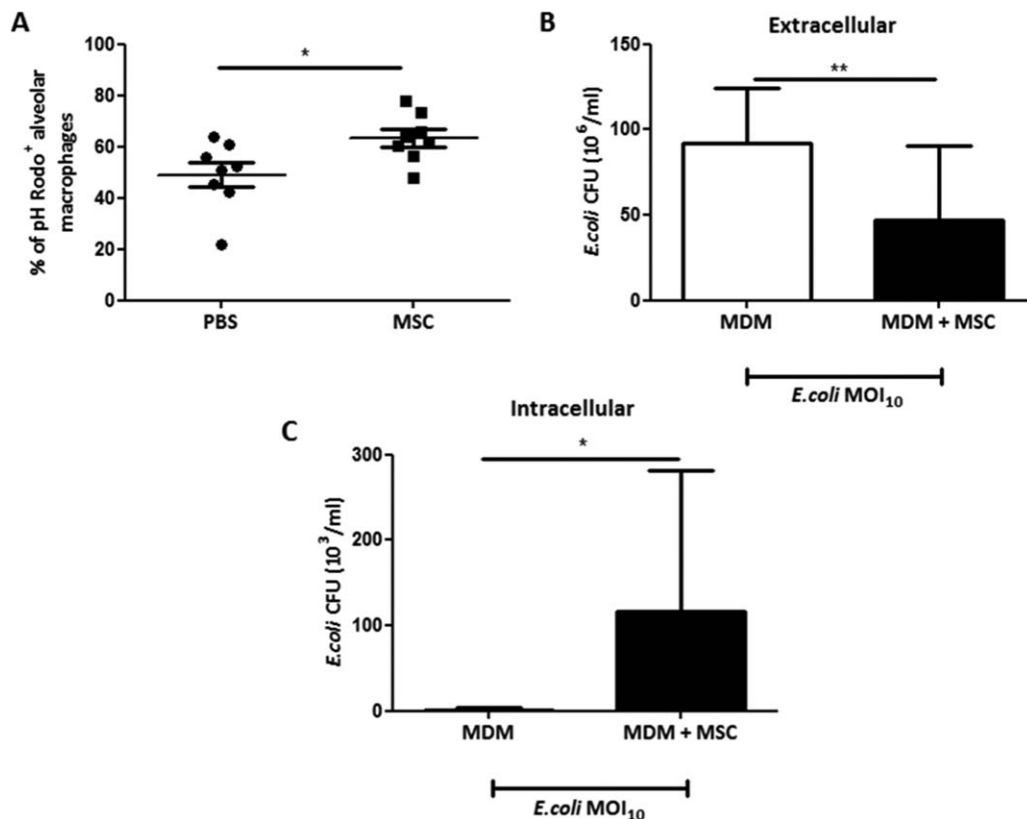 A
% of pH Rodo⁺ alveolar
macrophages
100
80
60
40
20
0
*
PBS
MSC
B
Extracellular
E.coli CFU (10⁶/ml)
150
100
50
0
**
MDM
MDM + MSC
E.coli MOI₁₀
C
Intracellular
E.coli CFU (10³/ml)
300
200
100
0
*
MDM
MDM + MSC
E.coli MOI₁₀